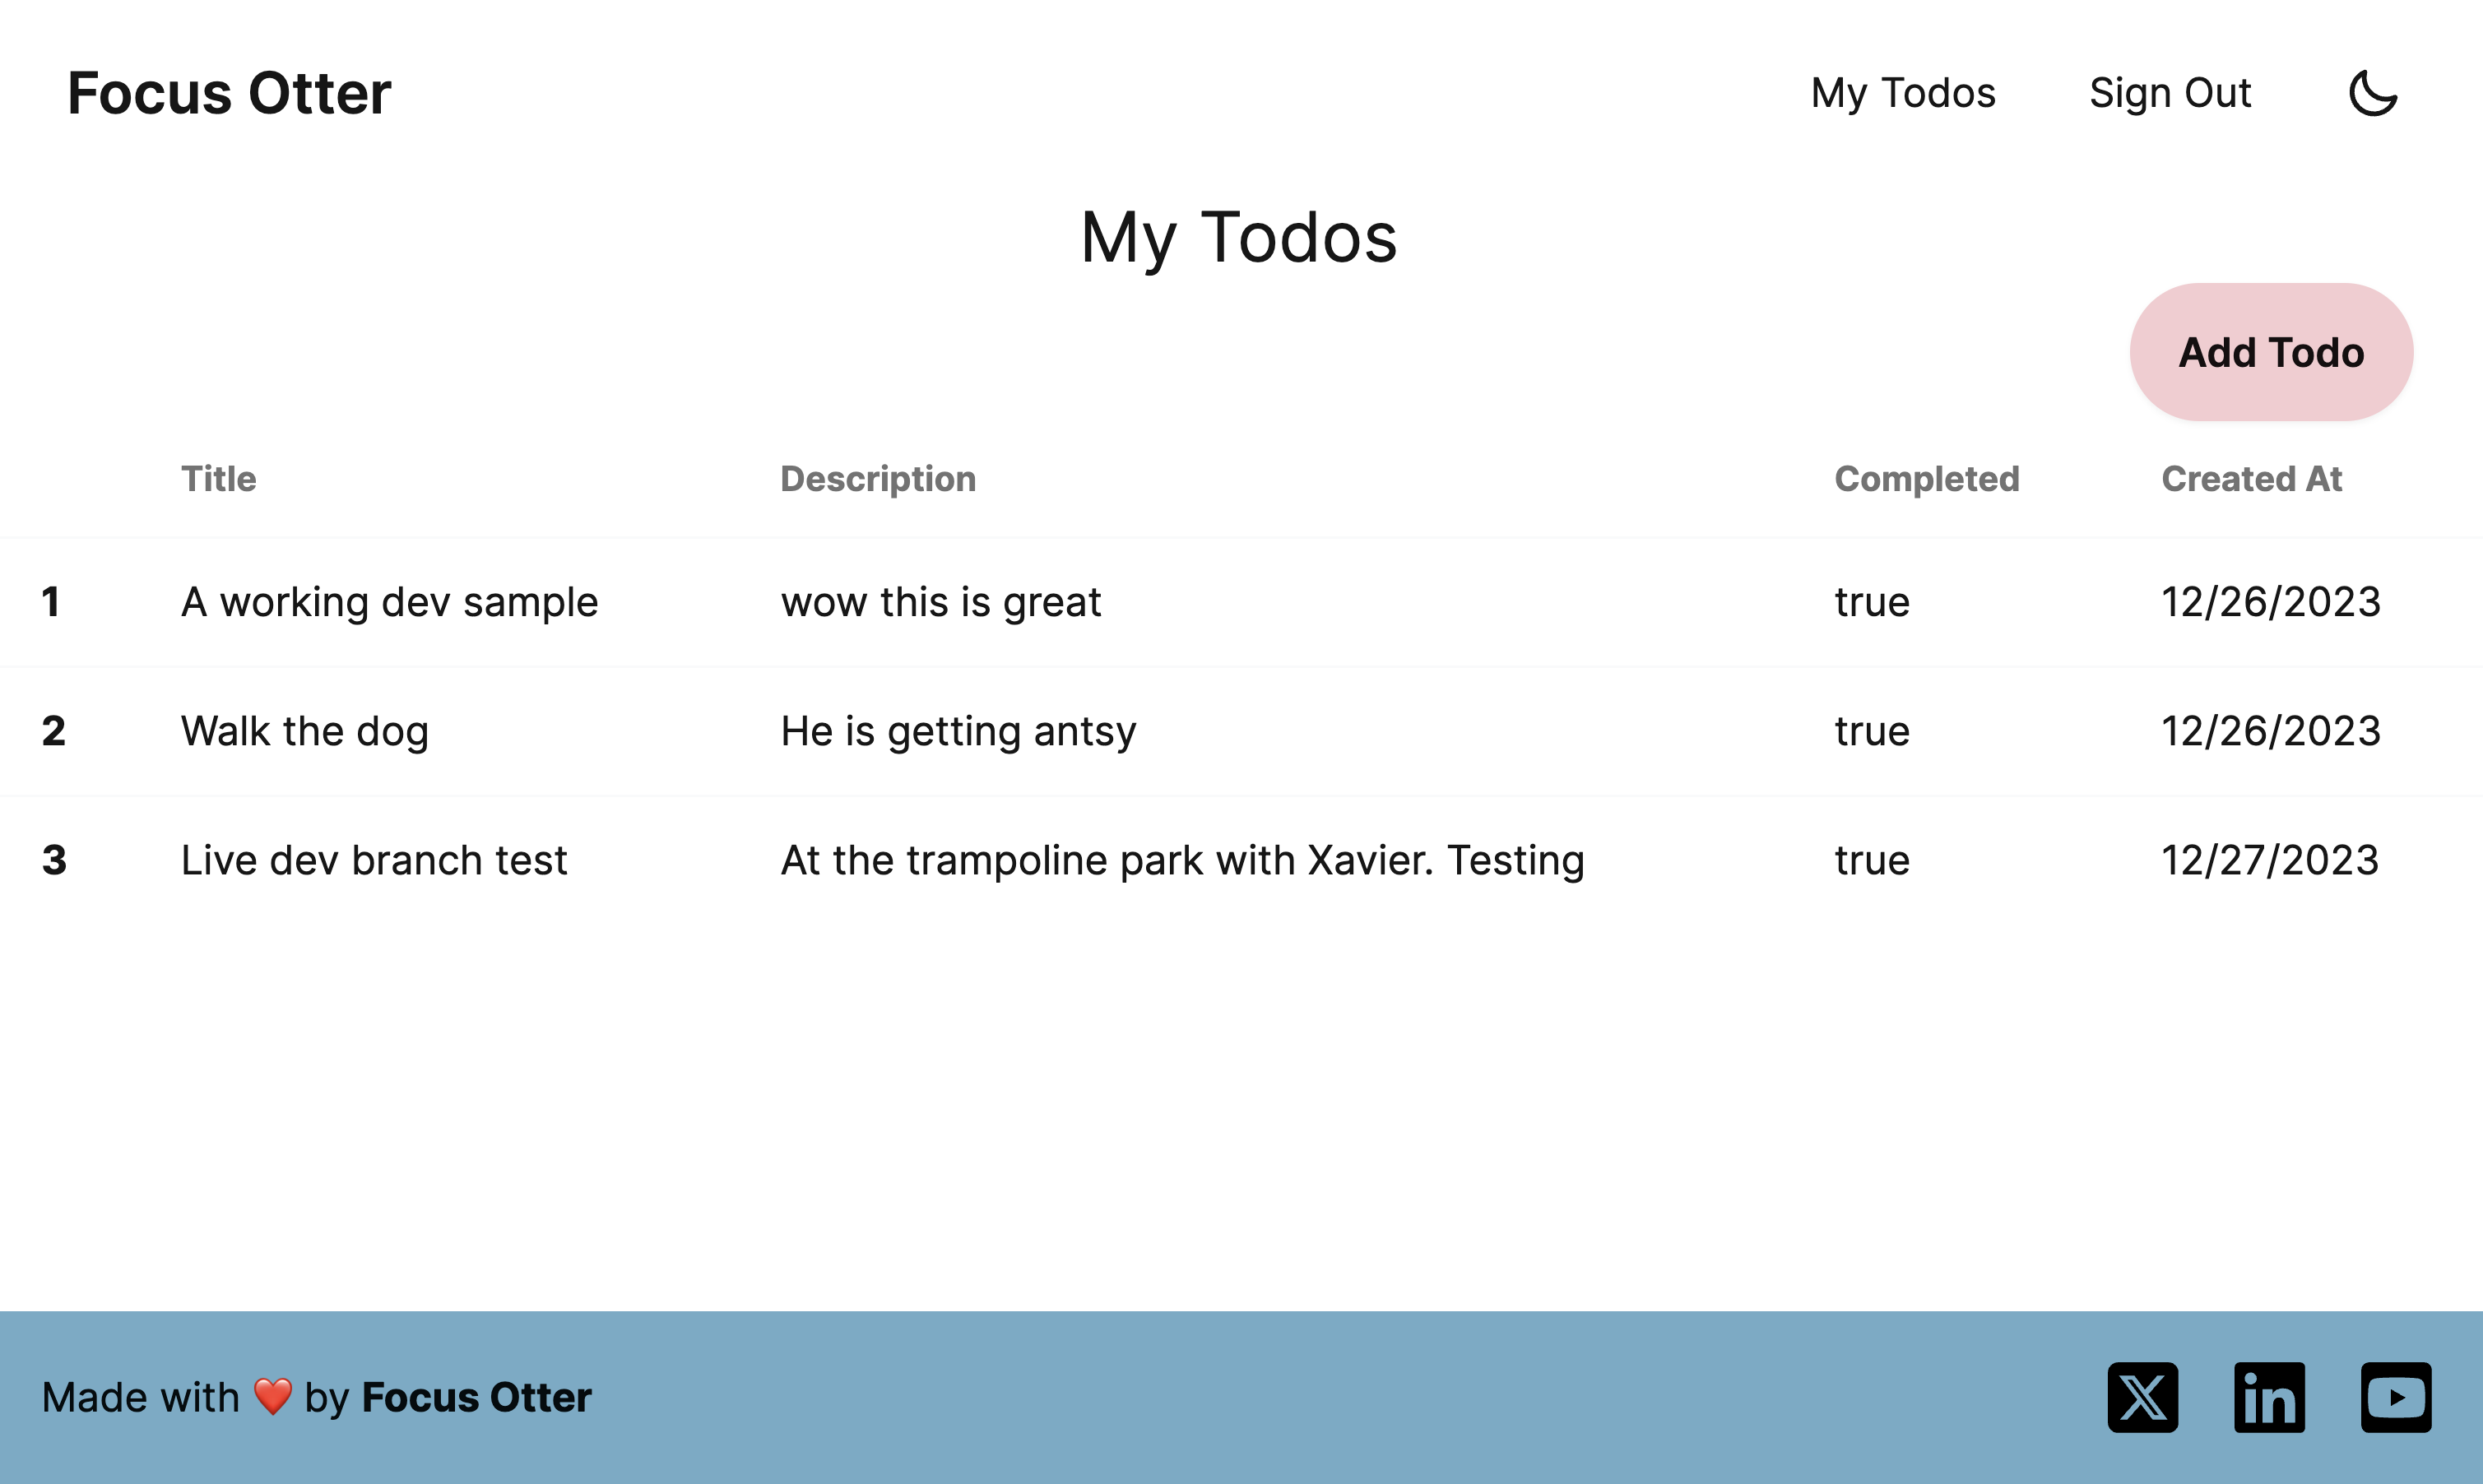 Focus Otter My Todos Sign Out
My Todos
Add Todo
Title Description Completed Created At
1 A working dev sample wow this is great true 12/26/2023
2 Walk the dog He is getting antsy true 12/26/2023
3 Live dev branch test At the trampoline park with Xavier. Testing true 12/27/2023
Made with ❤️ by Focus Otter